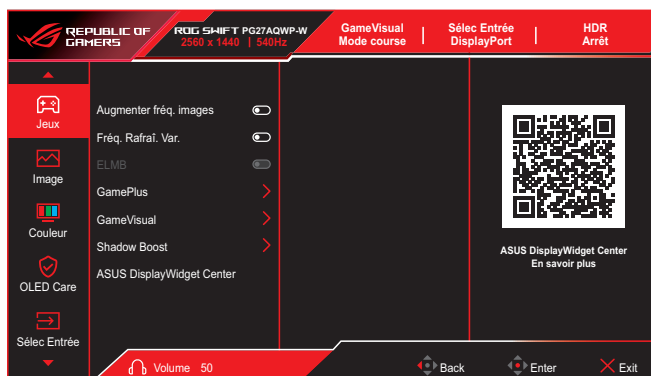 REPUBLIC OF
GAMERS
ROG SWIFT PG27AQWP-W
2560 x 1440 | 540Hz
GameVisual
Mode course
Sélec Entrée
DisplayPort
HDR
Arrêt
Jeux
Image
Couleur
OLED Care
Sélec Entrée
Augmenter fréq. images
Fréq. Rafraî. Var.
ELMB
GamePlus
GameVisual
Shadow Boost
ASUS DisplayWidget Center
ASUS DisplayWidget Center
En savoir plus
Volume 50
Back
Enter
Exit